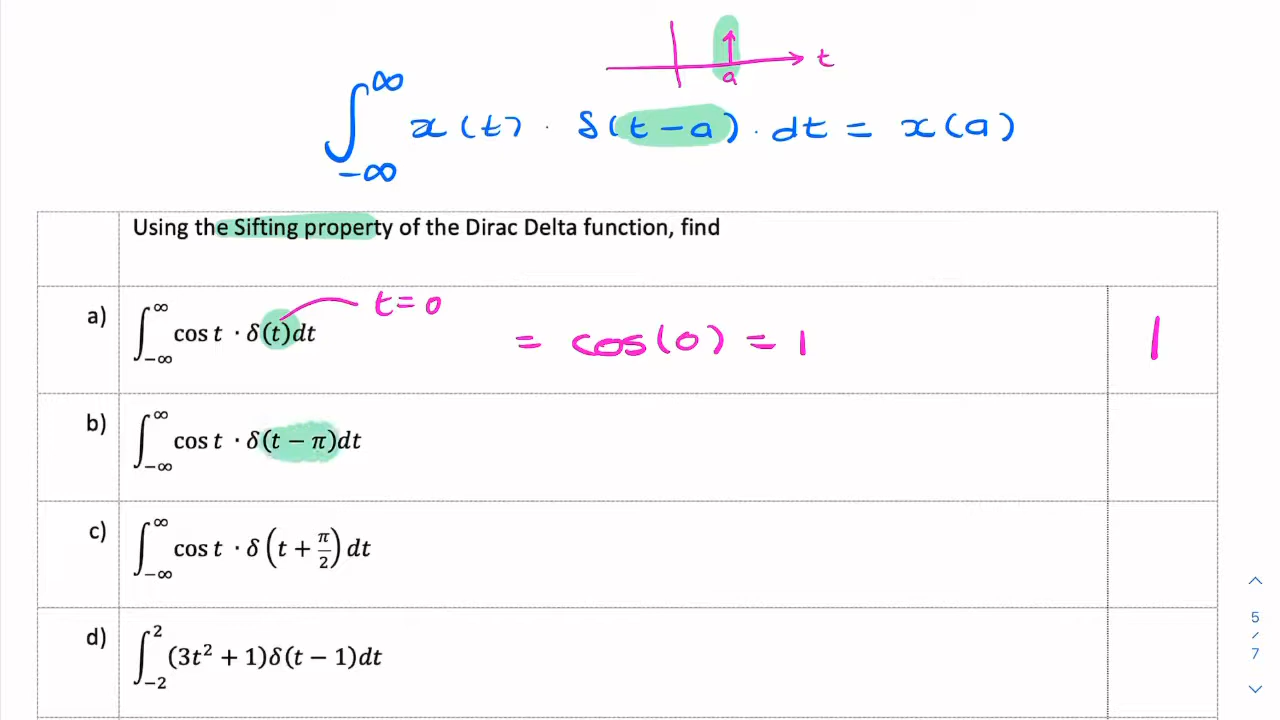 t
a
∫_{-∞}^{∞} x(t) · δ(t-a) · dt = x(a)
Using the Sifting property of the Dirac Delta function, find
a) ∫_{-∞}^{∞} cos t · δ(t)dt t=0 = cos(0) = 1 1
b) ∫_{-∞}^{∞} cos t · δ(t − π)dt
c) ∫_{-∞}^{∞} cos t · δ(t + π/2) dt
d) ∫_{-2}^{2} (3t² + 1)δ(t − 1)dt
5
/
7